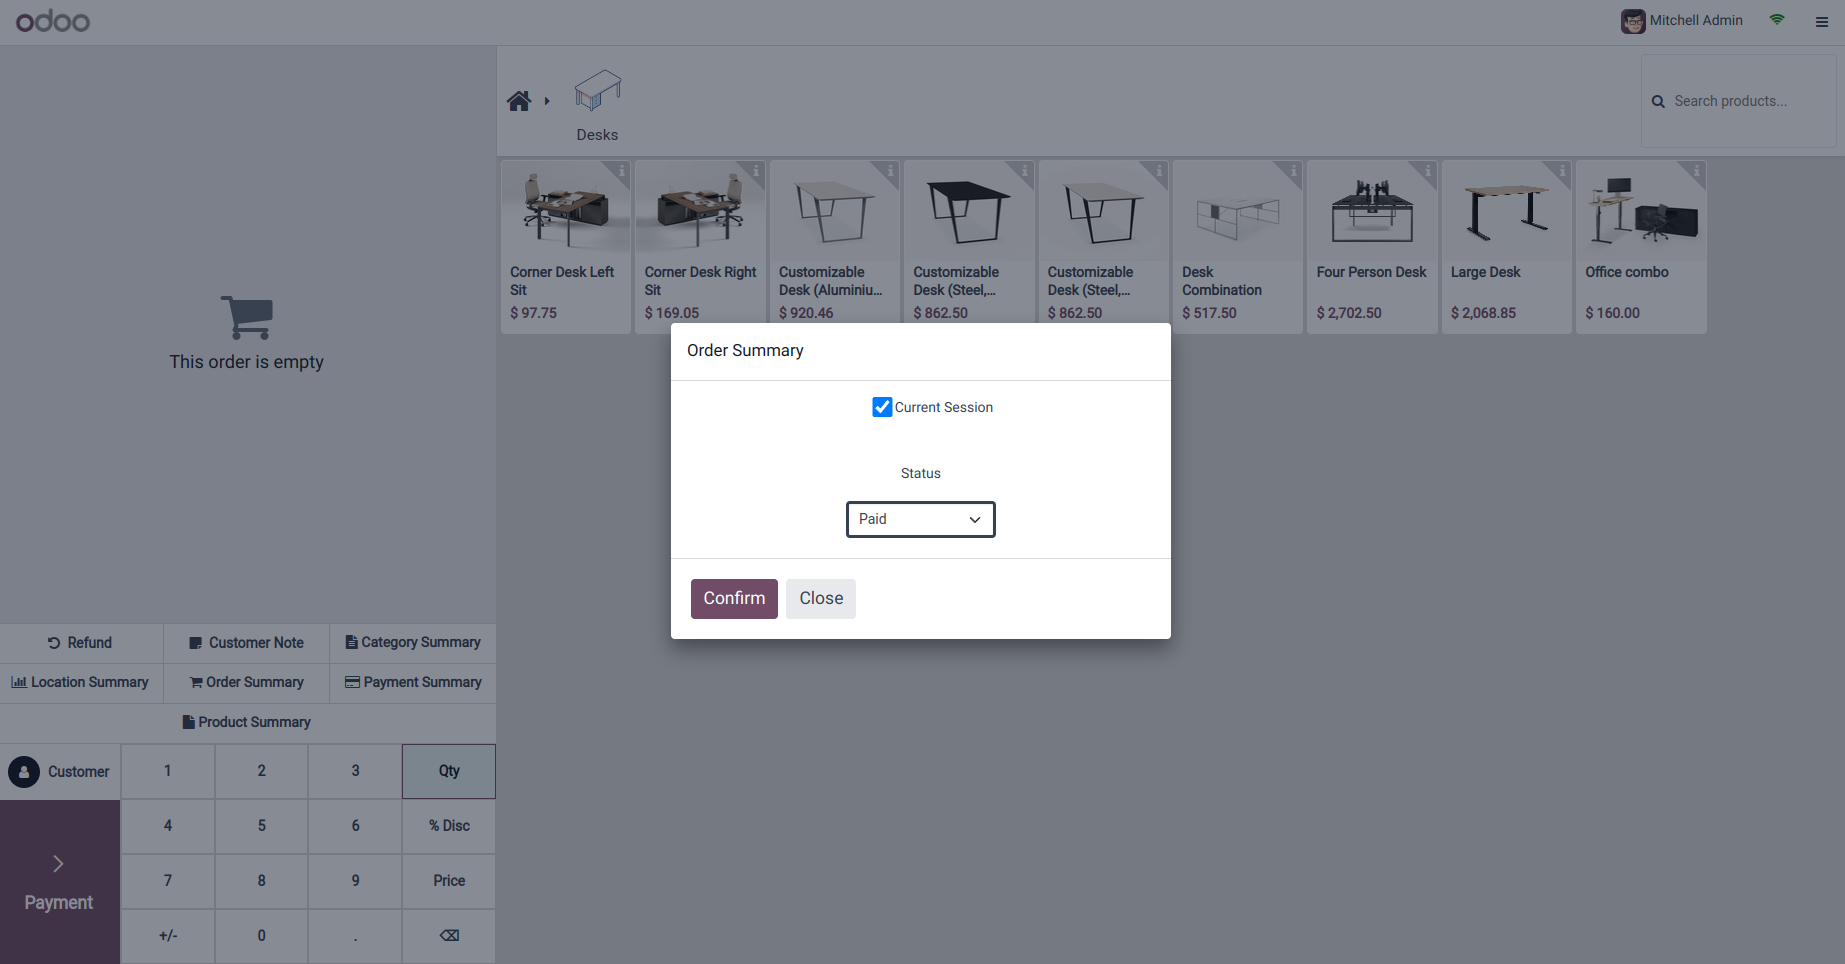 odoo
Mitchell Admin
Desks
Search products...
This order is empty
Corner Desk Left
Sit
$ 97.75
Corner Desk Right
Sit
$ 169.05
Customizable
Desk (Aluminiu...
$ 920.46
Customizable
Desk (Steel,...
$ 862.50
Customizable
Desk (Steel,...
$ 862.50
Desk
Combination
$ 517.50
Four Person Desk
$ 2,702.50
Large Desk
$ 2,068.85
Office combo
$ 160.00
Order Summary
Current Session
Status
Paid
Confirm Close
Refund Customer Note Category Summary
Location Summary Order Summary Payment Summary
Product Summary
Customer 1 2 3 Qty
4 5 6 % Disc
7 8 9 Price
Payment
+/- 0 .